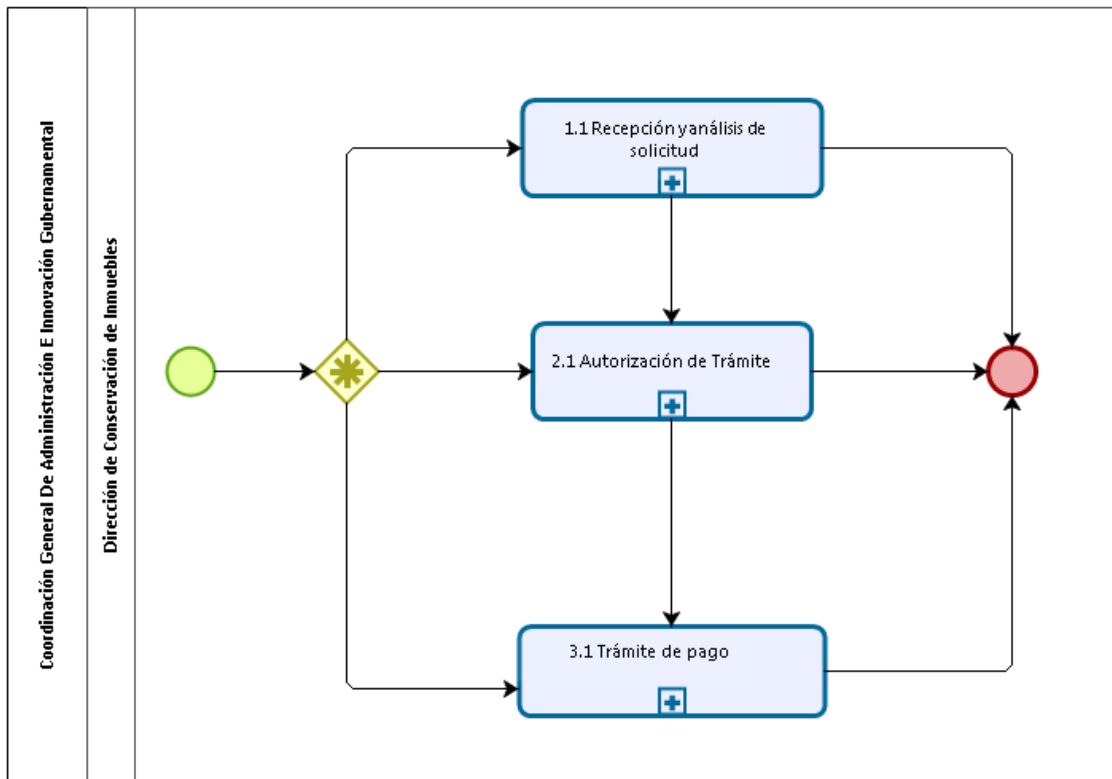 Coordinación General De Administración E Innovación Gubernamental
Dirección de Conservación de Inmuebles
1.1 Recepción yanálisis de
solicitud
2.1 Autorización de Trámite
3.1 Trámite de pago